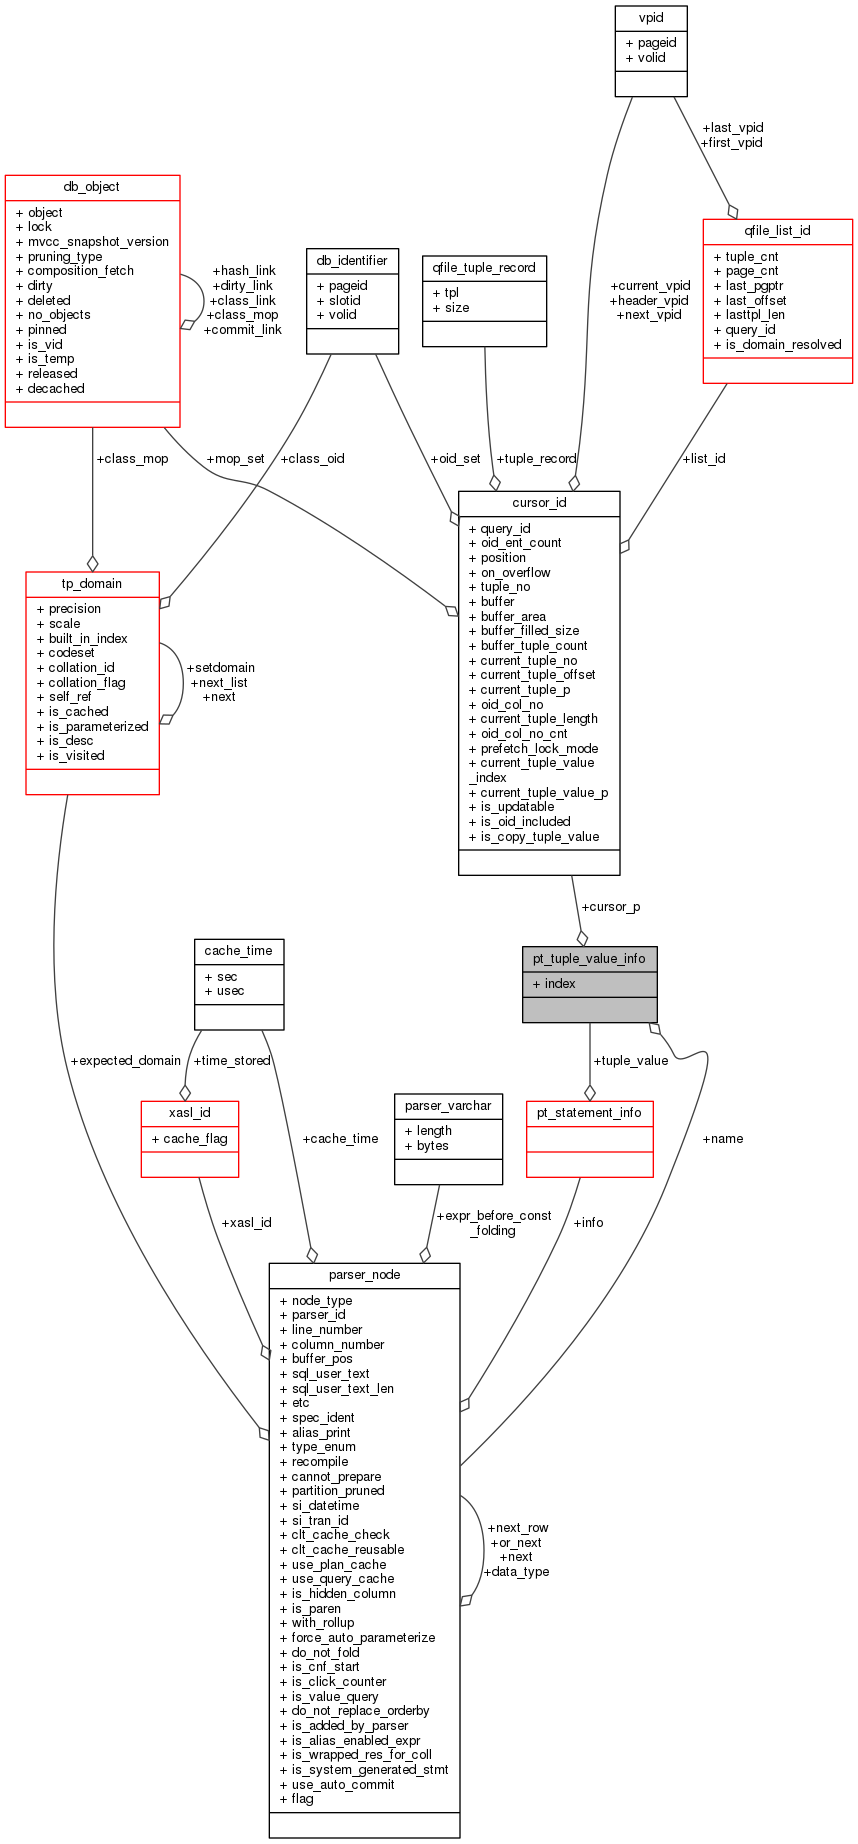 vpid
+ pageid
+ volid
+last_vpid
+first_vpid
db_object
+ object
+ lock
+ mvcc_snapshot_version
+ pruning_type
+ composition_fetch
+ dirty
+ deleted
+ no_objects
+ pinned
+ is_vid
+ is_temp
+ released
+ decached
+hash_link
+dirty_link
+class_link
+class_mop
+commit_link
db_identifier
+ pageid
+ slotid
+ volid
qfile_tuple_record
+ tpl
+ size
+current_vpid
+header_vpid
+next_vpid
qfile_list_id
+ tuple_cnt
+ page_cnt
+ last_pgptr
+ last_offset
+ lasttpl_len
+ query_id
+ is_domain_resolved
+class_mop
+mop_set
+class_oid
+oid_set
+tuple_record
+list_id
cursor_id
+ query_id
+ oid_ent_count
+ position
+ on_overflow
+ tuple_no
+ buffer
+ buffer_area
+ buffer_filled_size
+ buffer_tuple_count
+ current_tuple_no
+ current_tuple_offset
+ current_tuple_p
+ oid_col_no
+ current_tuple_length
+ oid_col_no_cnt
+ prefetch_lock_mode
+ current_tuple_value
_index
+ current_tuple_value_p
+ is_updatable
+ is_oid_included
+ is_copy_tuple_value
tp_domain
+ precision
+ scale
+ built_in_index
+ codeset
+ collation_id
+ collation_flag
+ self_ref
+ is_cached
+ is_parameterized
+ is_desc
+ is_visited
+setdomain
+next_list
+next
+cursor_p
cache_time
+ sec
+ usec
pt_tuple_value_info
+ index
+expected_domain
+time_stored
+tuple_value
xasl_id
+ cache_flag
parser_varchar
+ length
+ bytes
pt_statement_info
+cache_time
+name
+xasl_id
+expr_before_const
_folding
+info
parser_node
+ node_type
+ parser_id
+ line_number
+ column_number
+ buffer_pos
+ sql_user_text
+ sql_user_text_len
+ etc
+ spec_ident
+ alias_print
+ type_enum
+ recompile
+ cannot_prepare
+ partition_pruned
+ si_datetime
+ si_tran_id
+ clt_cache_check
+ clt_cache_reusable
+ use_plan_cache
+ use_query_cache
+ is_hidden_column
+ is_paren
+ with_rollup
+ force_auto_parameterize
+ do_not_fold
+ is_cnf_start
+ is_click_counter
+ is_value_query
+ do_not_replace_orderby
+ is_added_by_parser
+ is_alias_enabled_expr
+ is_wrapped_res_for_coll
+ is_system_generated_stmt
+ use_auto_commit
+ flag
+next_row
+or_next
+next
+data_type